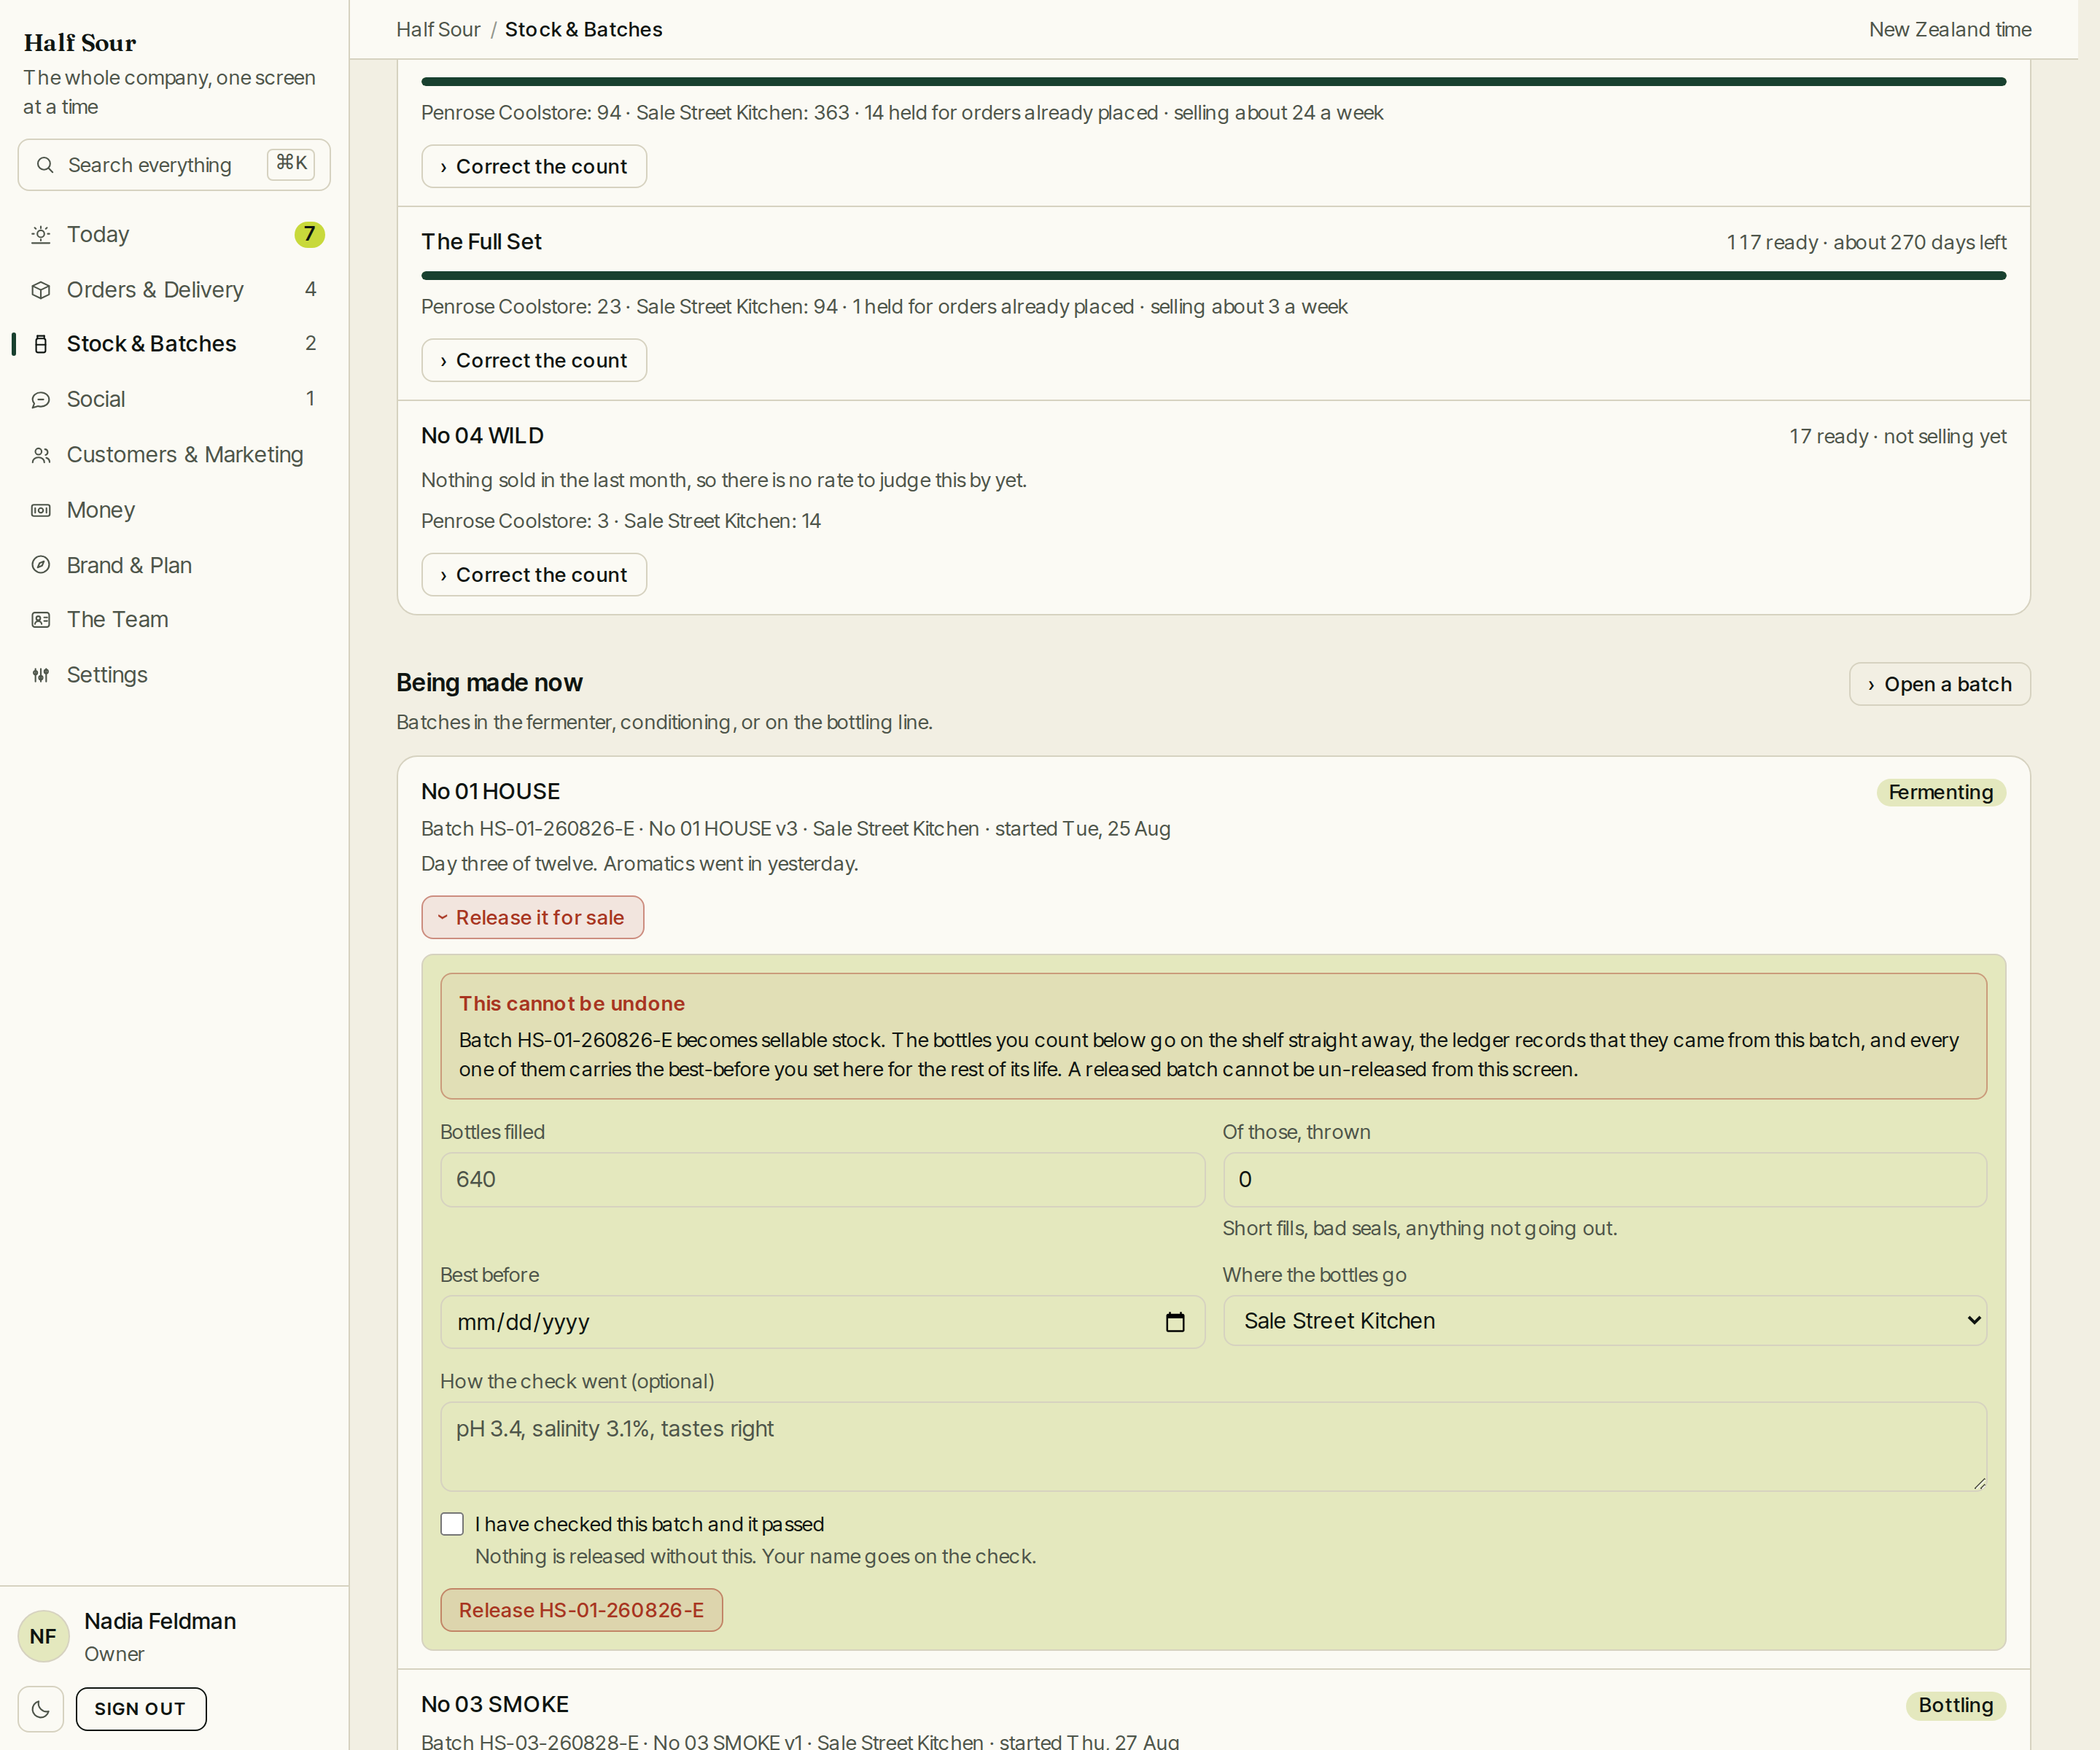 Half Sour
The whole company, one screen
at a time
Search everything ⌘K
Today 7
Orders & Delivery 4
Stock & Batches 2
Social 1
Customers & Marketing
Money
Brand & Plan
The Team
Settings
NF
Nadia Feldman
Owner
SIGN OUT
Half Sour / Stock & Batches
New Zealand time
Penrose Coolstore: 94 · Sale Street Kitchen: 363 · 14 held for orders already placed · selling about 24 a week
› Correct the count
The Full Set
117 ready · about 270 days left
Penrose Coolstore: 23 · Sale Street Kitchen: 94 · 1 held for orders already placed · selling about 3 a week
› Correct the count
No 04 WILD
17 ready · not selling yet
Nothing sold in the last month, so there is no rate to judge this by yet.
Penrose Coolstore: 3 · Sale Street Kitchen: 14
› Correct the count
Being made now
› Open a batch
Batches in the fermenter, conditioning, or on the bottling line.
No 01 HOUSE
Fermenting
Batch HS-01-260826-E · No 01 HOUSE v3 · Sale Street Kitchen · started Tue, 25 Aug
Day three of twelve. Aromatics went in yesterday.
Release it for sale
This cannot be undone
Batch HS-01-260826-E becomes sellable stock. The bottles you count below go on the shelf straight away, the ledger records that they came from this batch, and every
one of them carries the best-before you set here for the rest of its life. A released batch cannot be un-released from this screen.
Bottles filled
Of those, thrown
640
0
Short fills, bad seals, anything not going out.
Best before
Where the bottles go
mm/dd/yyyy
Sale Street Kitchen
How the check went (optional)
pH 3.4, salinity 3.1%, tastes right
I have checked this batch and it passed
Nothing is released without this. Your name goes on the check.
Release HS-01-260826-E
No 03 SMOKE
Bottling
Batch HS-03-260828-E · No 03 SMOKE v1 · Sale Street Kitchen · started Thu, 27 Aug